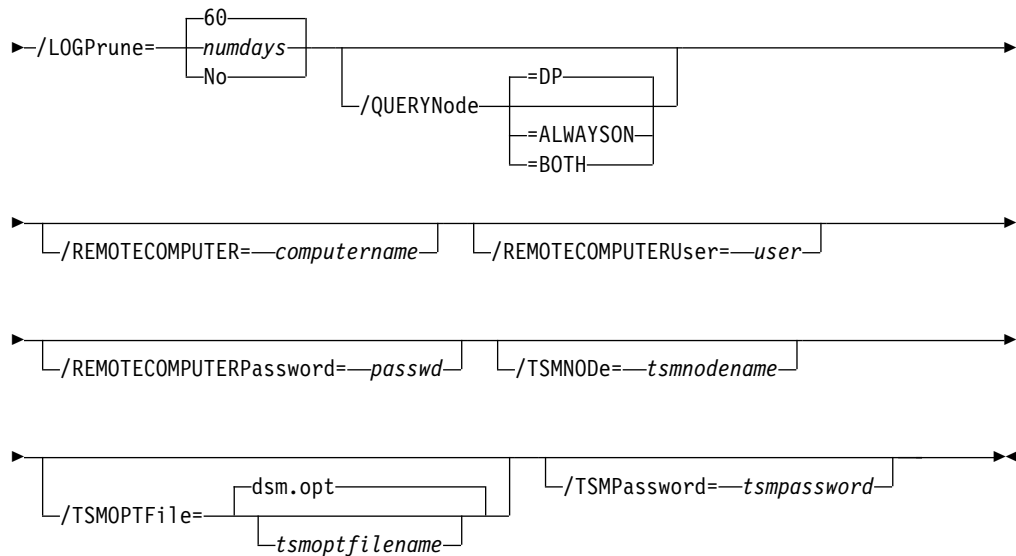 60
/LOGPrune= numdays
No
=DP
/QUERYNode
=ALWAYSON
=BOTH
/REMOTECOMPUTER= computername /REMOTECOMPUTERUser= user
/REMOTECOMPUTERPassword= passwd /TSMNODe= tsmnodename
dsm.opt /TSMPassword= tsmpassword
/TSMOPTFile=
tsmoptfilename